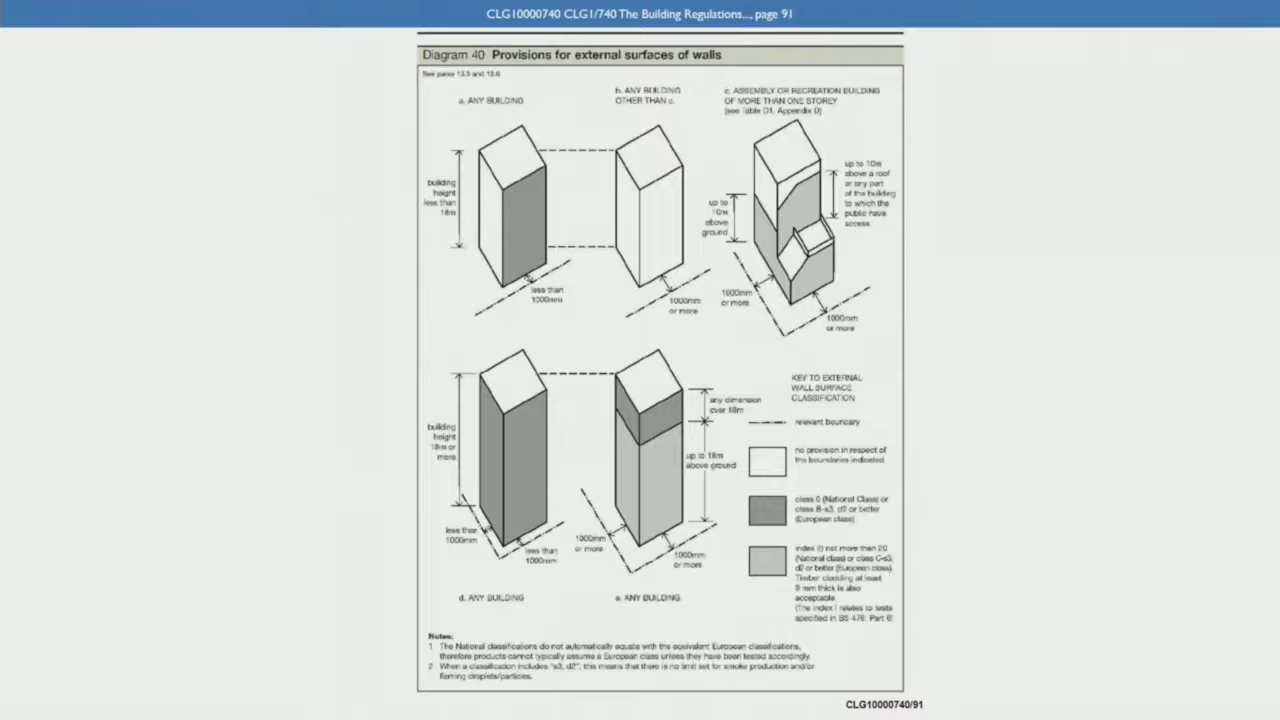 CLG10000740 CLG1/740 The Building Regulations..., page 91
Diagram 40 Provisions for external surfaces of walls
See paras 13.5 and 13.6
a. ANY BUILDING
b. ANY BUILDING
OTHER THAN c.
c. ASSEMBLY OR RECREATION BUILDING
OF MORE THAN ONE STOREY
(see Table D1, Appendix D)
building
height
less than
18m
less than
1000mm
1000mm
or more
up to
10m
above
ground
up to 10m
above a roof
or any part
of the building
to which the
public have
access
1000mm
or more
1000mm
or more
building
height
18m or
more
less than
1000mm
less than
1000mm
d. ANY BUILDING
any dimension
over 18m
up to 18m
above ground
1000mm
or more
1000mm
or more
e. ANY BUILDING
KEY TO EXTERNAL
WALL SURFACE
CLASSIFICATION
relevant boundary
no provision in respect of
the boundaries indicated
class 0 (National Class) or
class B-s3, d2 or better
(European class)
index (I) not more than 20
(National class) or class C-s3,
d2 or better (European class).
Timber cladding at least
9 mm thick is also
acceptable.
(The index I relates to tests
specified in BS 476: Part 6)
Notes:
1 The National classifications do not automatically equate with the equivalent European classifications,
therefore products cannot typically assume a European class unless they have been tested accordingly.
2 When a classification includes "s3, d2", this means that there is no limit set for smoke production and/or
flaming droplets/particles.
CLG10000740/91